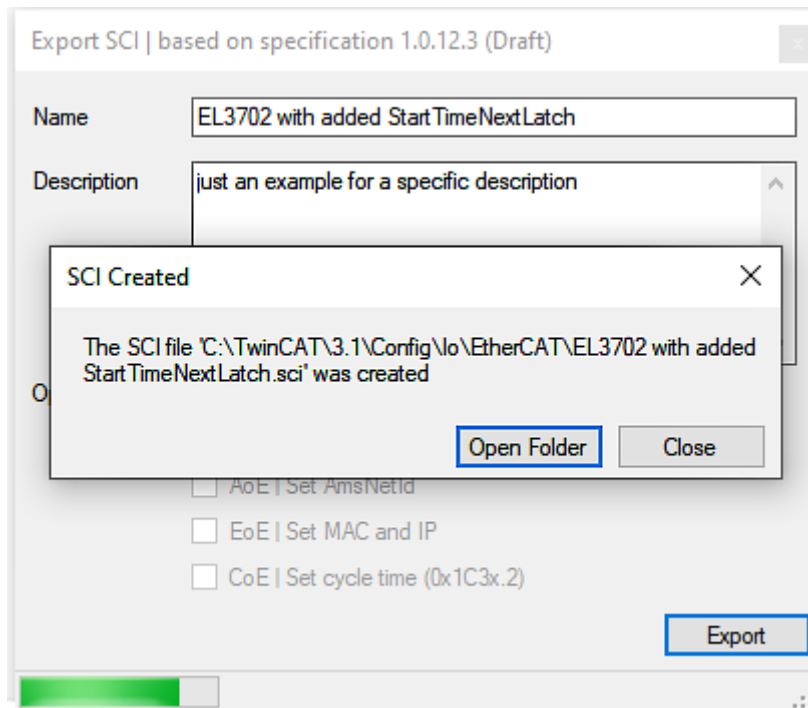 Export SCI | based on specification 1.0.12.3 (Draft)
Name
EL3702 with added StartTimeNextLatch
Description
just an example for a specific description
SCI Created
The SCI file 'C:\TwinCAT\3.1\Config\Io\EtherCAT\EL3702 with added
StartTimeNextLatch.sci' was created
Open Folder
Close
AoE | Set AmsNetId
EoE | Set MAC and IP
CoE | Set cycle time (0x1C3x.2)
Export